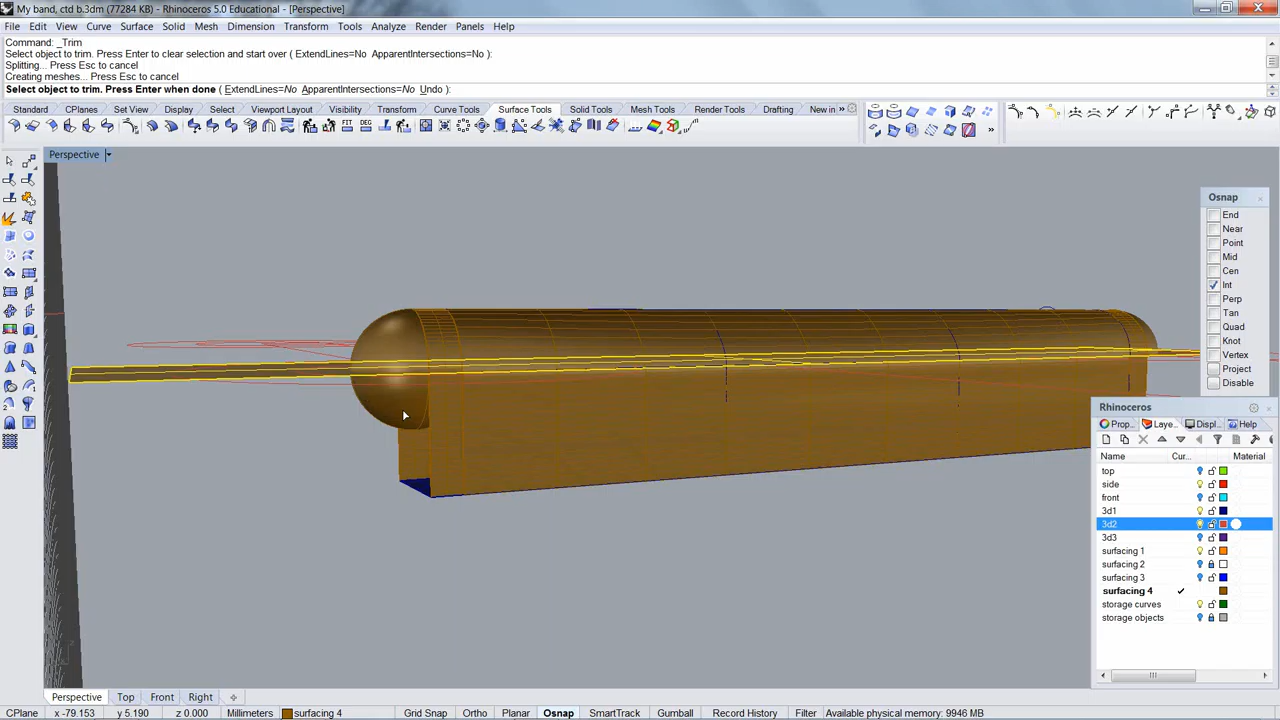 My band, ctd b.3dm (77284 KB) - Rhinoceros 5.0 Educational - [Perspective]
File Edit View Curve Surface Solid Mesh Dimension Transform Tools Analyze Render Panels Help
Command: _Trim
Select object to trim. Press Enter to clear selection and start over ( ExtendLines=No ApparentIntersections=No ):
Splitting... Press Esc to cancel
Creating meshes... Press Esc to cancel
Select object to trim. Press Enter when done ( ExtendLines=No ApparentIntersections=No Undo ):
Standard CPlanes Set View Display Select Viewport Layout Visibility Transform Curve Tools Surface Tools Solid Tools Mesh Tools Render Tools Drafting New in »
FIT DEG
Perspective
Osnap
End
Near
Point
Mid
Cen
Int
Perp
Tan
Quad
Knot
Vertex
Project
Disable
Rhinoceros
Prop... Laye... Displ... Help
Name Cur... Material
top
side
front
3d1
3d2
3d3
surfacing 1
surfacing 2
surfacing 3
surfacing 4 ✓
storage curves
storage objects
Perspective Top Front Right
CPlane x -79.153 y 5.190 z 0.000 Millimeters surfacing 4 Grid Snap Ortho Planar Osnap SmartTrack Gumball Record History Filter Available physical memory: 9946 MB